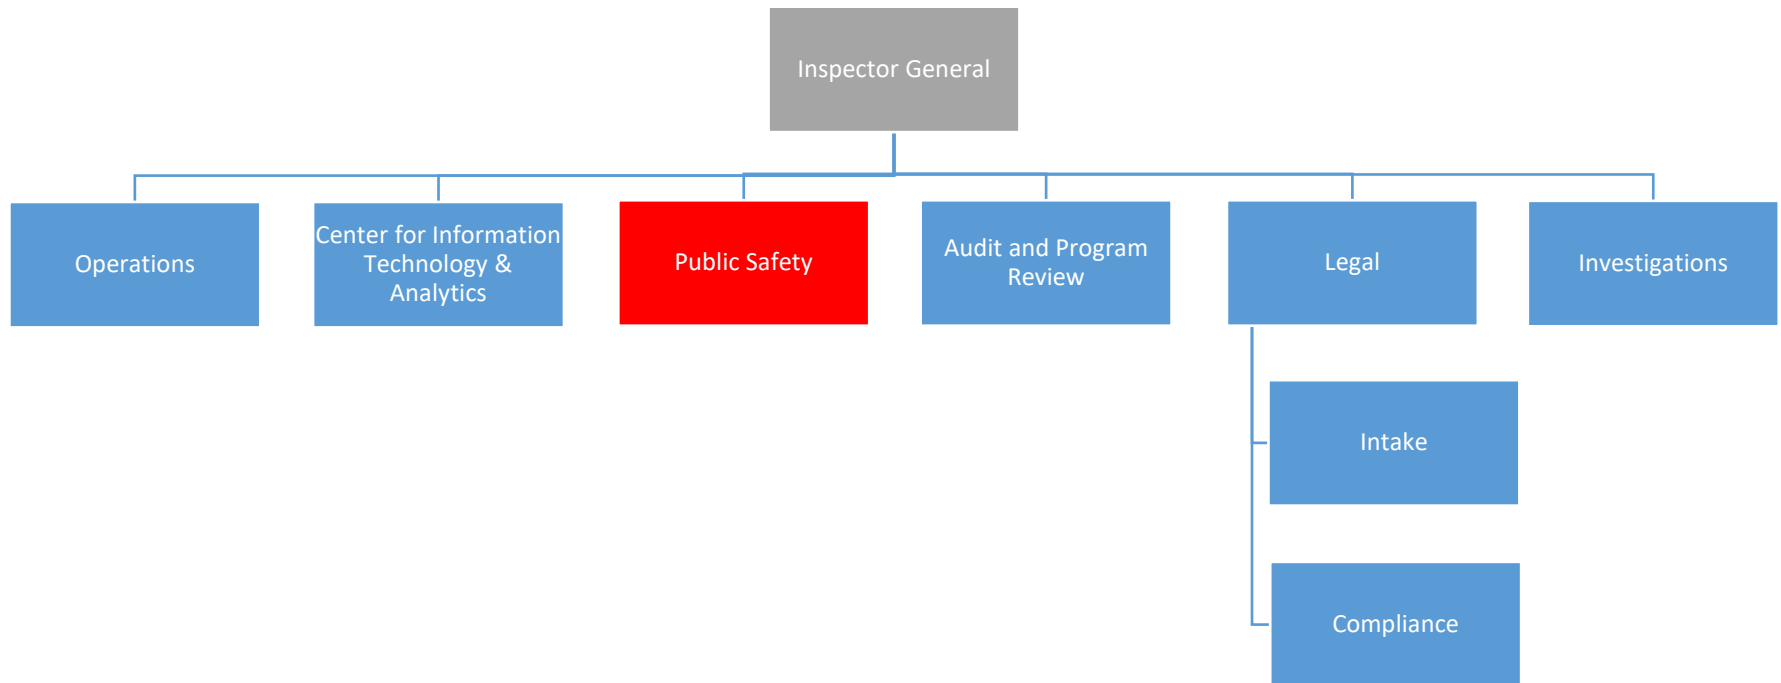 Inspector General
Operations
Center for Information
Technology &
Analytics
Public Safety
Audit and Program
Review
Legal
Investigations
Intake
Compliance